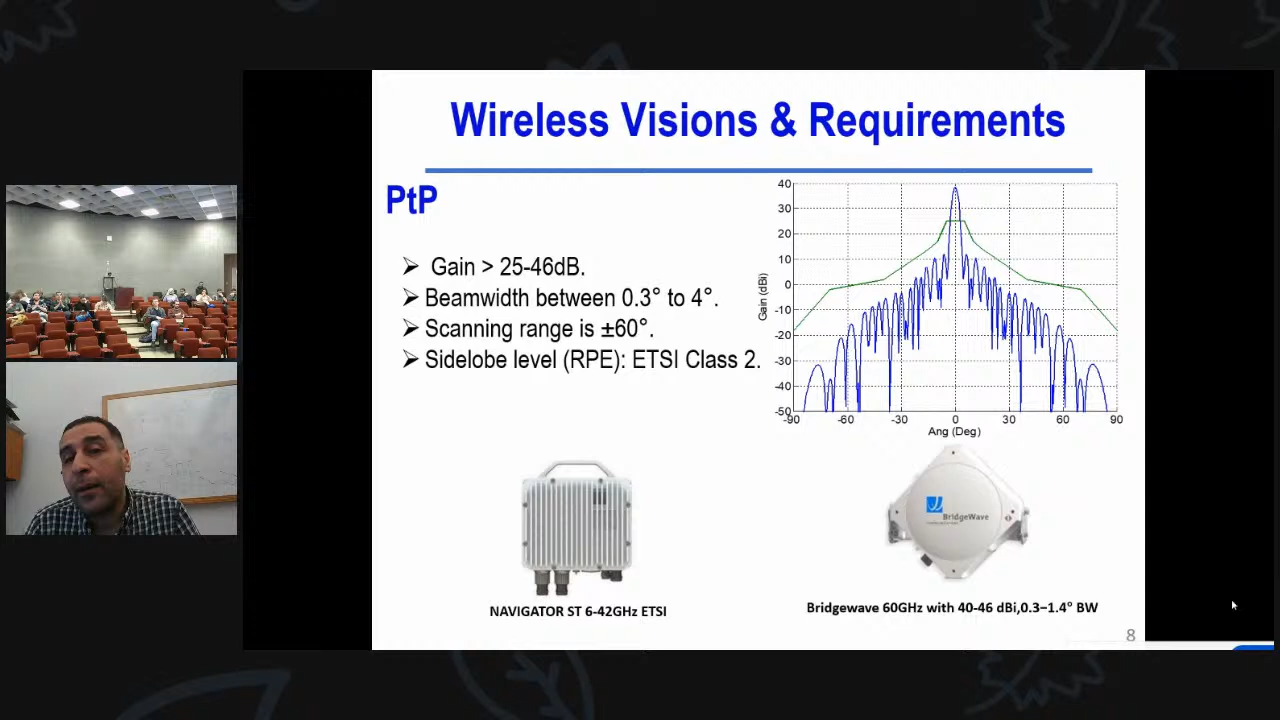 Wireless Visions & Requirements
PtP
Gain > 25-46dB.
Beamwidth between 0.3° to 4°.
Scanning range is ±60°.
Sidelobe level (RPE): ETSI Class 2.
40
30
20
10
0
-10
-20
-30
-40
-50
Gain (dBi)
-90 -60 -30 0 30 60 90
Ang (Deg)
BridgeWave
NAVIGATOR ST 6-42GHz ETSI
Bridgewave 60GHz with 40-46 dBi,0.3–1.4° BW
8